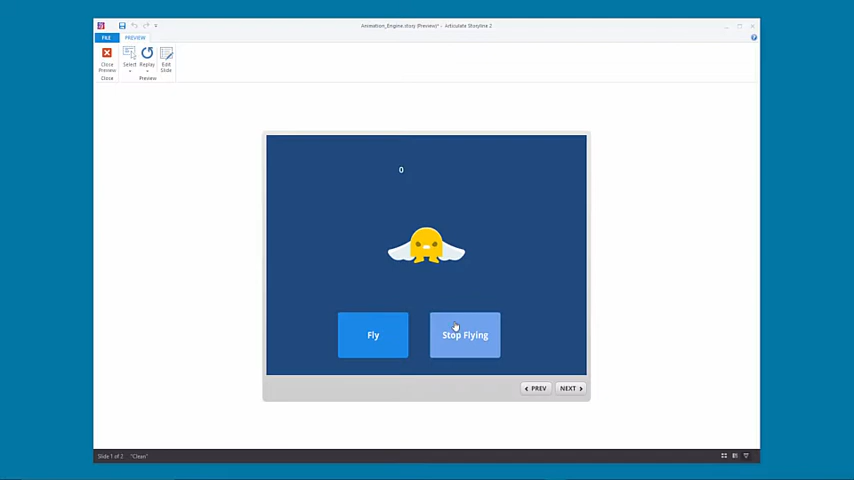 Animation_Engine.story (Preview)* - Articulate Storyline 2
FILE
PREVIEW
Close Preview
Select
Replay
Edit Slide
Close
Preview
0
Fly
Stop Flying
PREV
NEXT
Slide 1 of 2
"Clean"